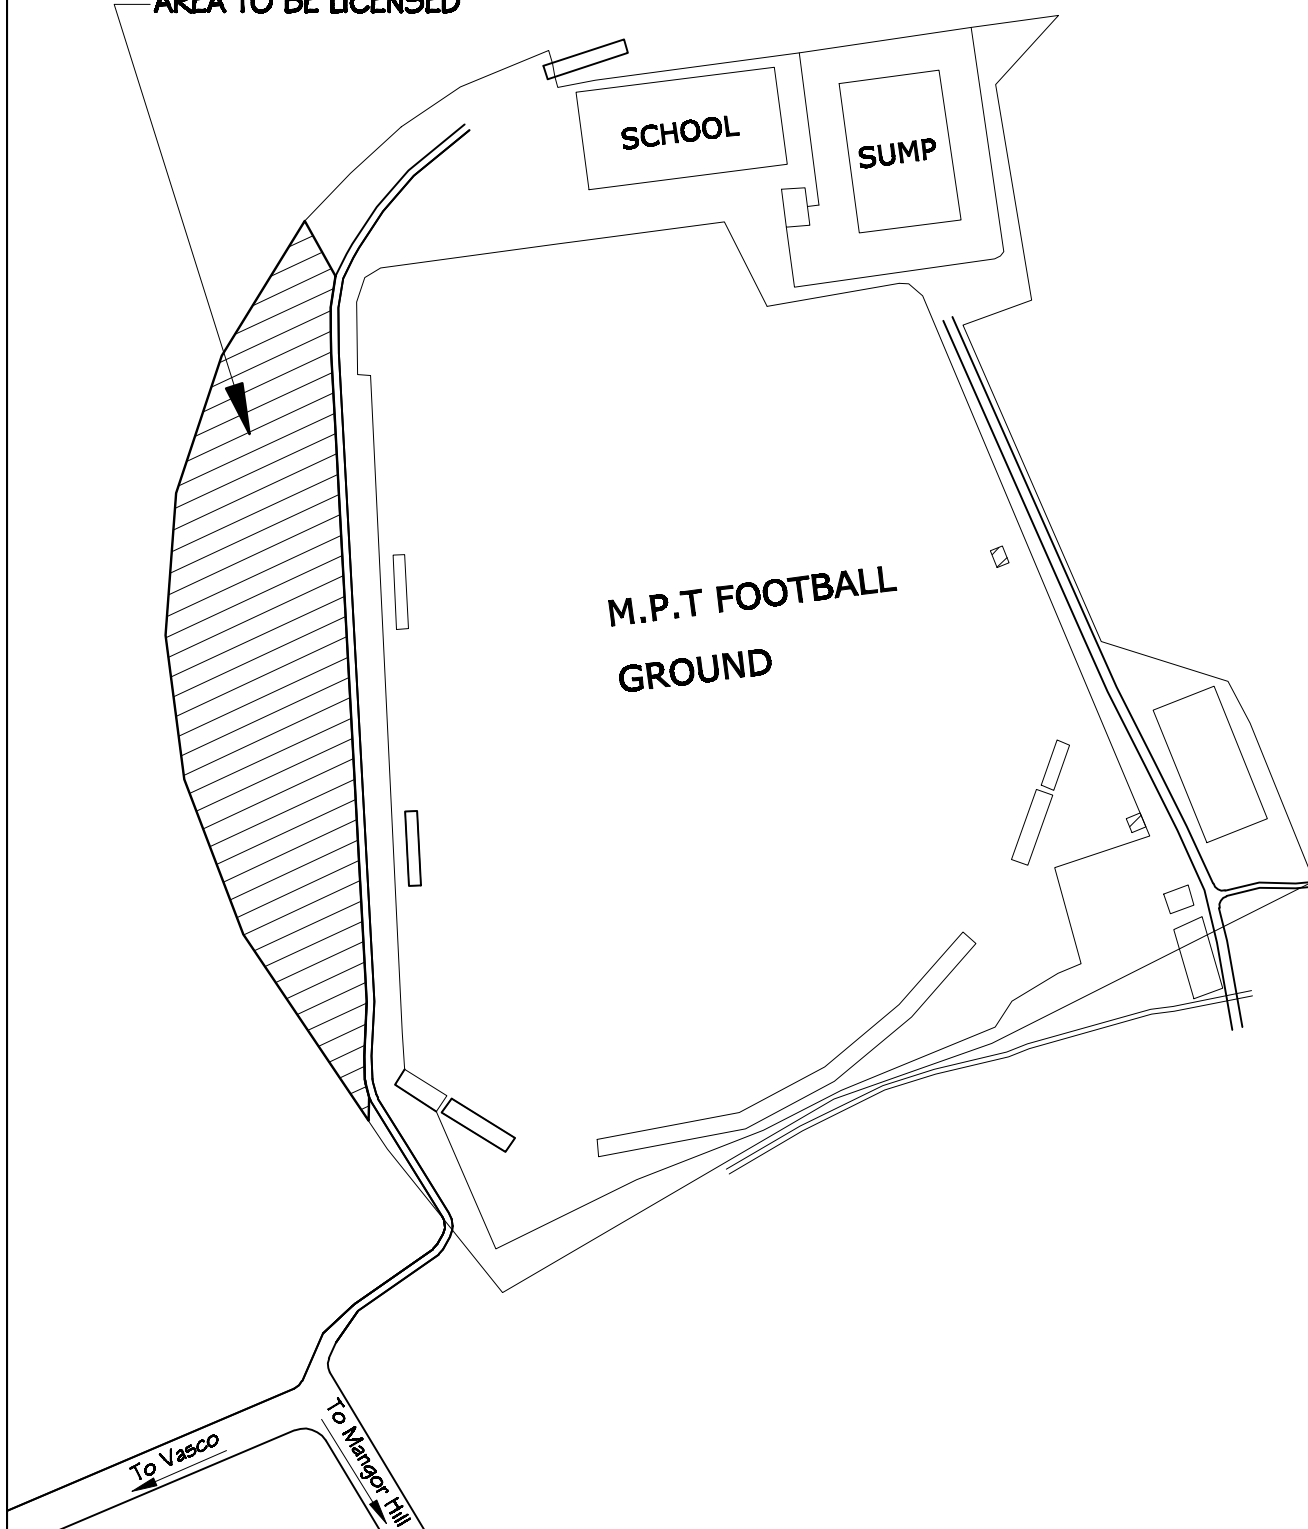 AREA TO BE LICENSED
SCHOOL
SUMP
M.P.T FOOTBALL
GROUND
To Vasco
To Mangor Hill